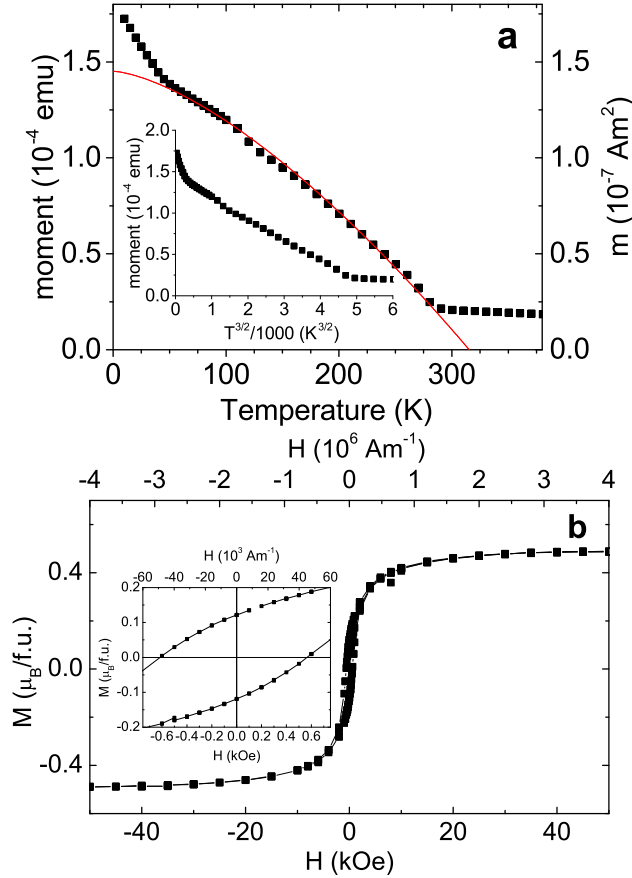 a
1.5
1.0
0.5
0.0
moment (10^-4 emu)
1.5
1.0
0.5
0.0
m (10^-7 Am^2)
2.0
1.5
1.0
0.5
0.0
moment (10^-4 emu)
0 1 2 3 4 5 6
T^3/2/1000 (K^3/2)
0 100 200 300
Temperature (K)
H (10^6 Am^-1)
-4 -3 -2 -1 0 1 2 3 4
b
0.4
0.0
-0.4
M (μ_B/f.u.)
H (10^3 Am^-1)
-60 -40 -20 0 20 40 60
0.2
0.1
0.0
-0.1
-0.2
M (μ_B/f.u.)
-0.6 -0.4 -0.2 0.0 0.2 0.4 0.6
H (kOe)
-40 -20 0 20 40
H (kOe)